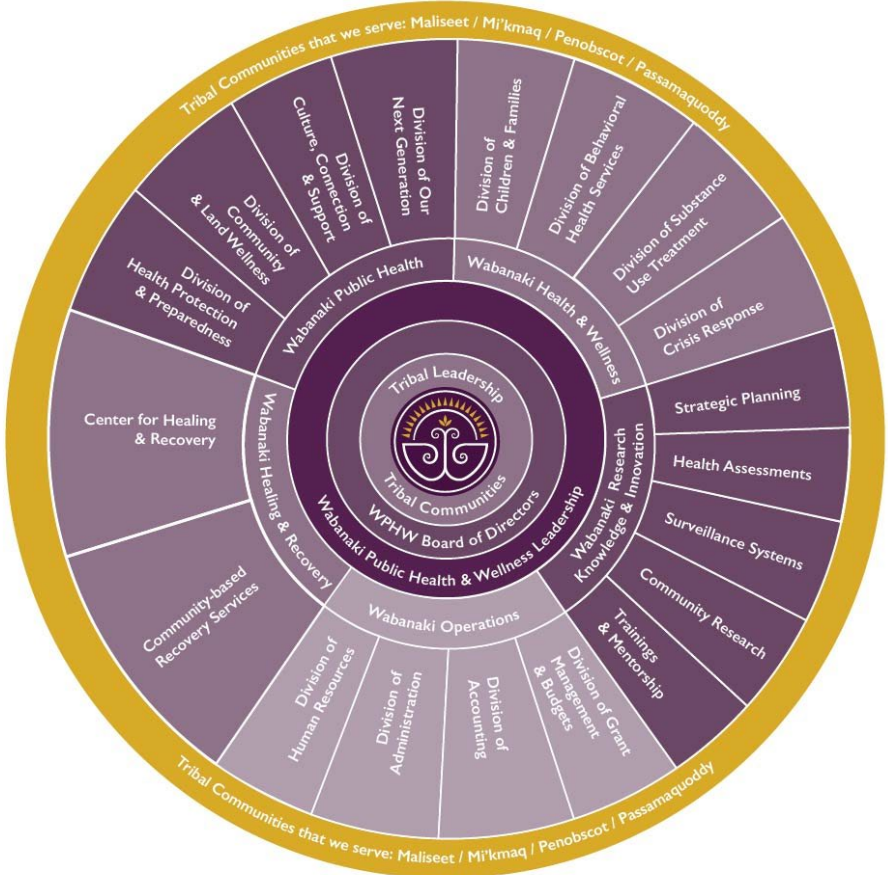 Tribal Communities that we serve: Maliseet / Mi'kmaq / Penobscot / Passamaquoddy
Division of
Children & Families
Division of Behavioral
Health Services
Division of Substance
Use Treatment
Division of
Crisis Response
Wabanaki Health & Wellness
Strategic Planning
Health Assessments
Surveillance Systems
Community Research
Trainings
& Mentorship
Wabanaki Research
Knowledge & Innovation
Division of Grant
Management
& Budgets
Division of
Accounting
Division of
Administration
Division of
Human Resources
Wabanaki Operations
Community-based
Recovery Services
Center for Healing
& Recovery
Wabanaki Healing & Recovery
Division of
Health Protection
& Preparedness
Division of
Community
& Land Wellness
Division of
Culture, Connection
& Support
Division of Our
Next Generation
Wabanaki Public Health
Tribal Leadership
Tribal Communities
WPHW Board of Directors
Wabanaki Public Health & Wellness Leadership
Tribal Communities that we serve: Maliseet / Mi'kmaq / Penobscot / Passamaquoddy